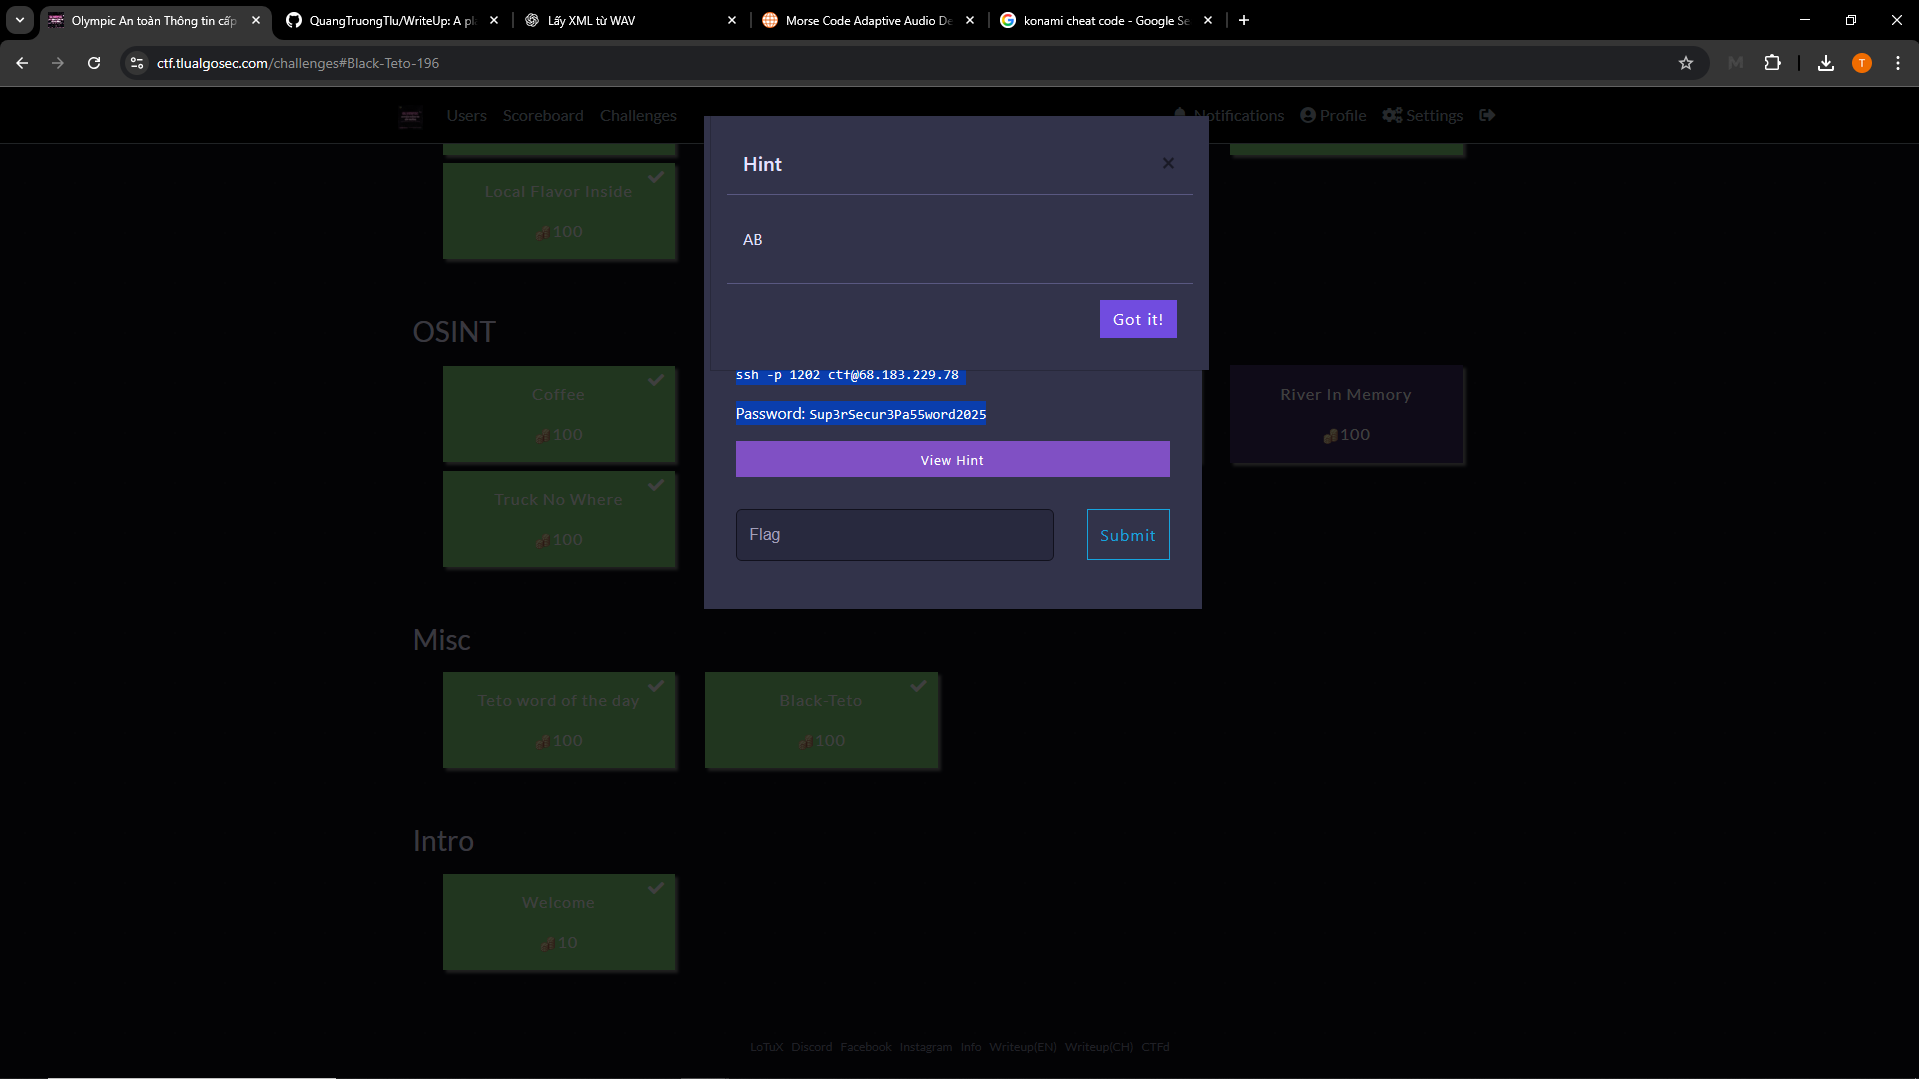 Olympic An toàn Thông tin cấp
QuangTruongTlu/WriteUp: A pl
Lấy XML từ WAV
Morse Code Adaptive Audio De
konami cheat code - Google Se
ctf.tlualgosec.com/challenges#Black-Teto-196
T
Users Scoreboard Challenges
Notifications Profile Settings
Hint
AB
Got it!
Local Flavor Inside
100
OSINT
ssh -p 1202 ctf@68.183.229.78
Password: Sup3rSecur3Pa55word2025
View Hint
Flag
Submit
Coffee
100
River In Memory
100
Truck No Where
100
Misc
Teto word of the day
100
Black-Teto
100
Intro
Welcome
10
LoTuX Discord Facebook Instagram Info Writeup(EN) Writeup(CH) CTFd